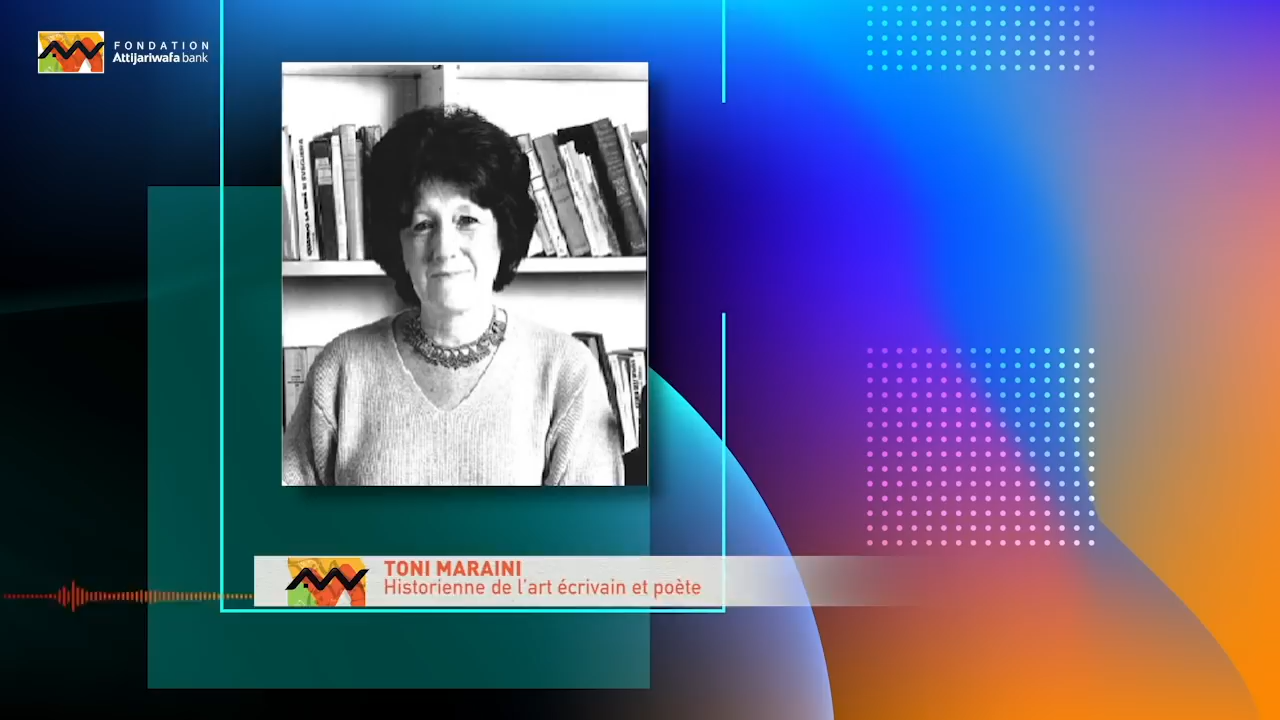 FONDATION
Attijariwafa bank
TONI MARAINI
Historienne de l'art écrivain et poète